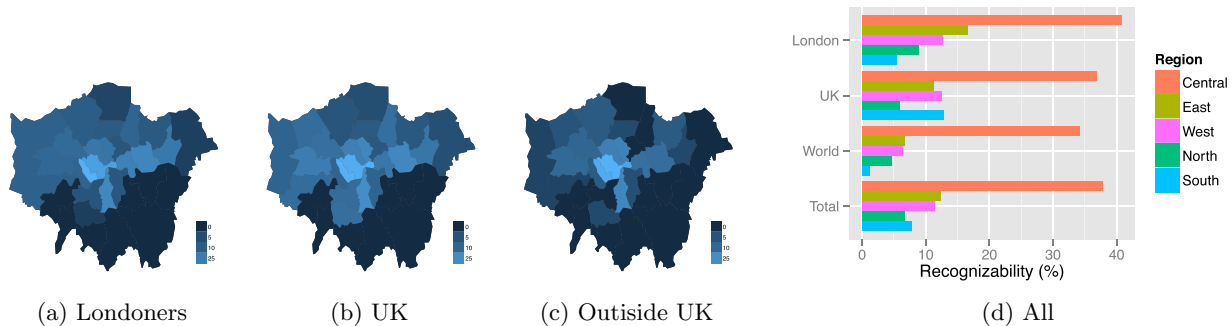 0
5
10
25
0
5
10
25
0
5
10
25
London
UK
World
Total
0 10 20 30 40
Recognizability (%)
Region
Central
East
West
North
South
(a) Londoners (b) UK (c) Outiside UK (d) All